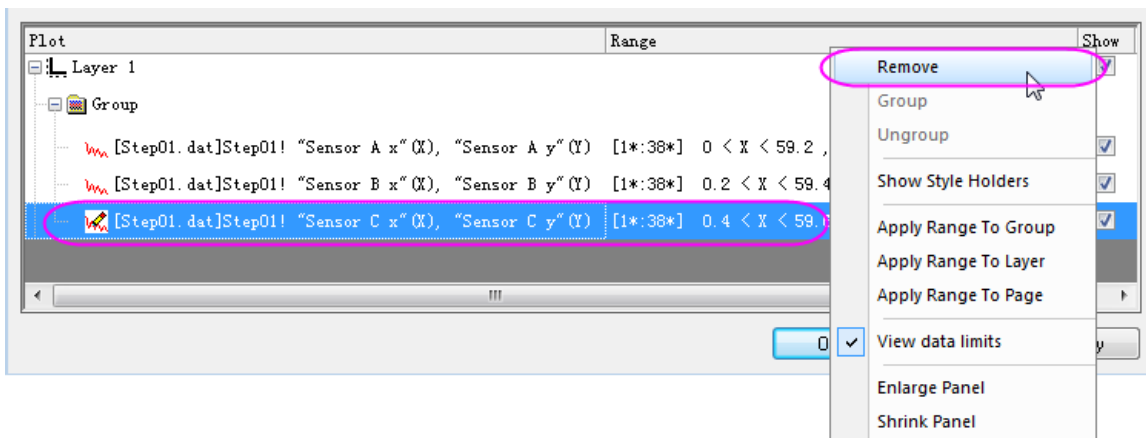 Plot Range Show
Layer 1
Remove
Group
Group
Ungroup
[Step01.dat]Step01! "Sensor A x"(X), "Sensor A y"(Y) [1*:38*] 0 < X < 59.2 ,
[Step01.dat]Step01! "Sensor B x"(X), "Sensor B y"(Y) [1*:38*] 0.2 < X < 59.4
Show Style Holders
[Step01.dat]Step01! "Sensor C x"(X), "Sensor C y"(Y) [1*:38*] 0.4 < X < 59.
Apply Range To Group
Apply Range To Layer
Apply Range To Page
View data limits
Enlarge Panel
Shrink Panel